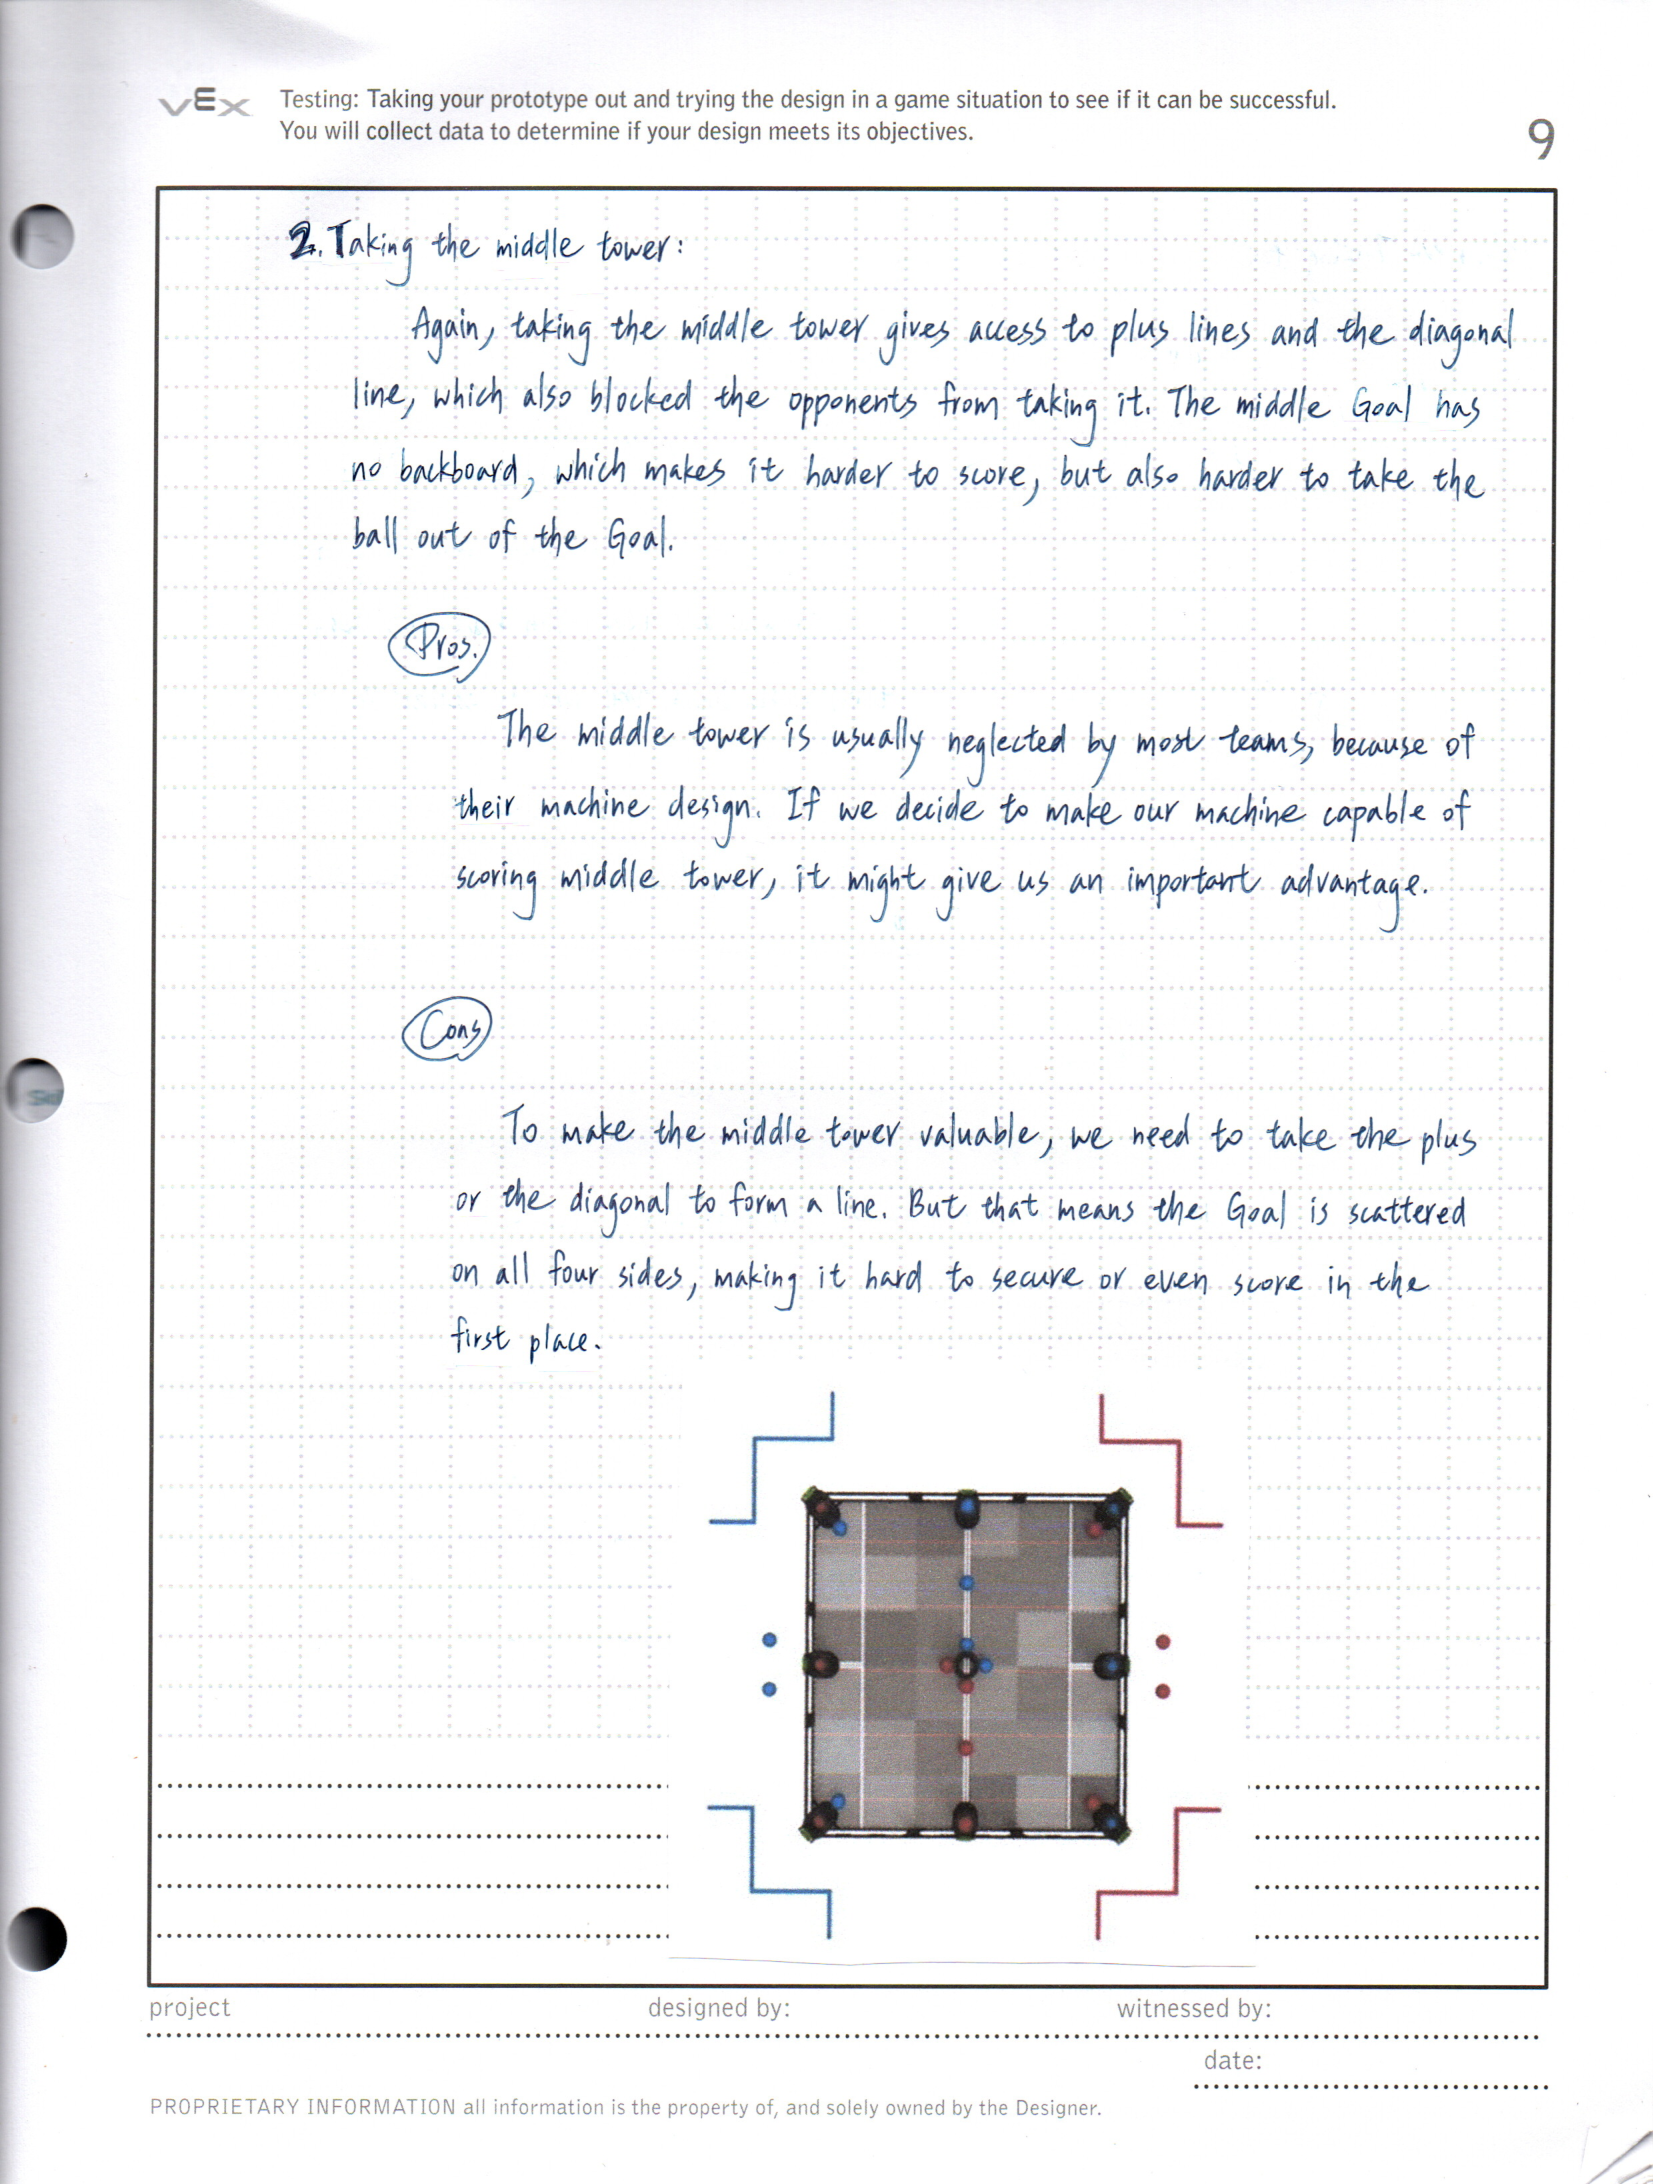 vEx
Testing: Taking your prototype out and trying the design in a game situation to see if it can be successful.
You will collect data to determine if your design meets its objectives.
9
2. Taking the middle tower:
Again, taking the middle tower gives access to plus lines and the diagonal
line, which also blocked the opponents from taking it. The middle Goal has
no backboard, which makes it harder to score, but also harder to take the
ball out of the Goal.
Pros.
The middle tower is usually neglected by most teams, because of
their machine design. If we decide to make our machine capable of
scoring middle tower, it might give us an important advantage.
Cons
To make the middle tower valuable, we need to take the plus
or the diagonal to form a line. But that means the Goal is scattered
on all four sides, making it hard to secure or even score in the
first place.
project designed by: witnessed by:
date:
PROPRIETARY INFORMATION all information is the property of, and solely owned by the Designer.